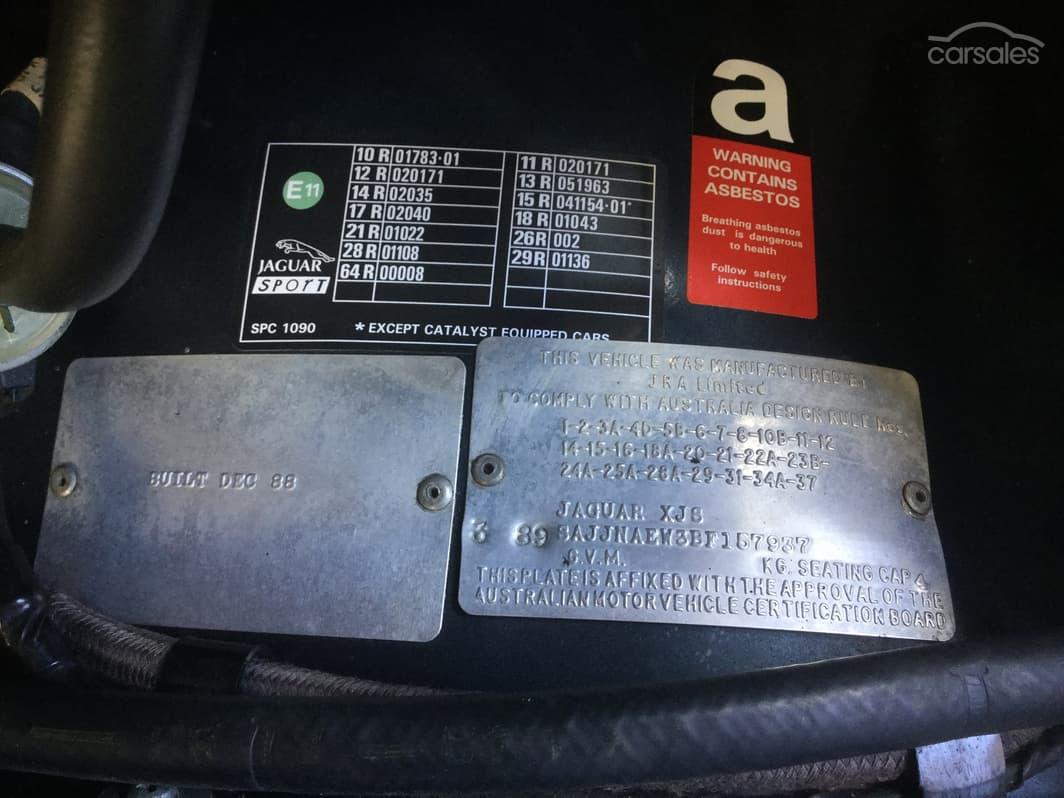 carsales
a
WARNING
CONTAINS
ASBESTOS
Breathing asbestos
dust is dangerous
to health
Follow safety
instructions
E11
JAGUAR
SPORT
10 R 01783·01
12 R 020171
14 R 02035
17 R 02040
21 R 01022
28 R 01108
64 R 00008
11 R 020171
13 R 051963
15 R 041154·01*
18 R 01043
26R 002
29R 01136
SPC 1090 * EXCEPT CATALYST EQUIPPED CARS
BUILT DEC 88
THIS VEHICLE WAS MANUFACTURED BY
JRA Limited
TO COMPLY WITH AUSTRALIA DESIGN RULE Nos.
1-2-3A-4D-5B-6-7-8-10B-11-12
14-15-16-18A-20-21-22A-23B-
24A-25A-26A-29-31-34A-37
JAGUAR XJS
3 89 SAJJNAEW3BF157937
G.V.M. KG. SEATING CAP 4
THIS PLATE IS AFFIXED WITH THE APPROVAL OF THE
AUSTRALIAN MOTOR VEHICLE CERTIFICATION BOARD